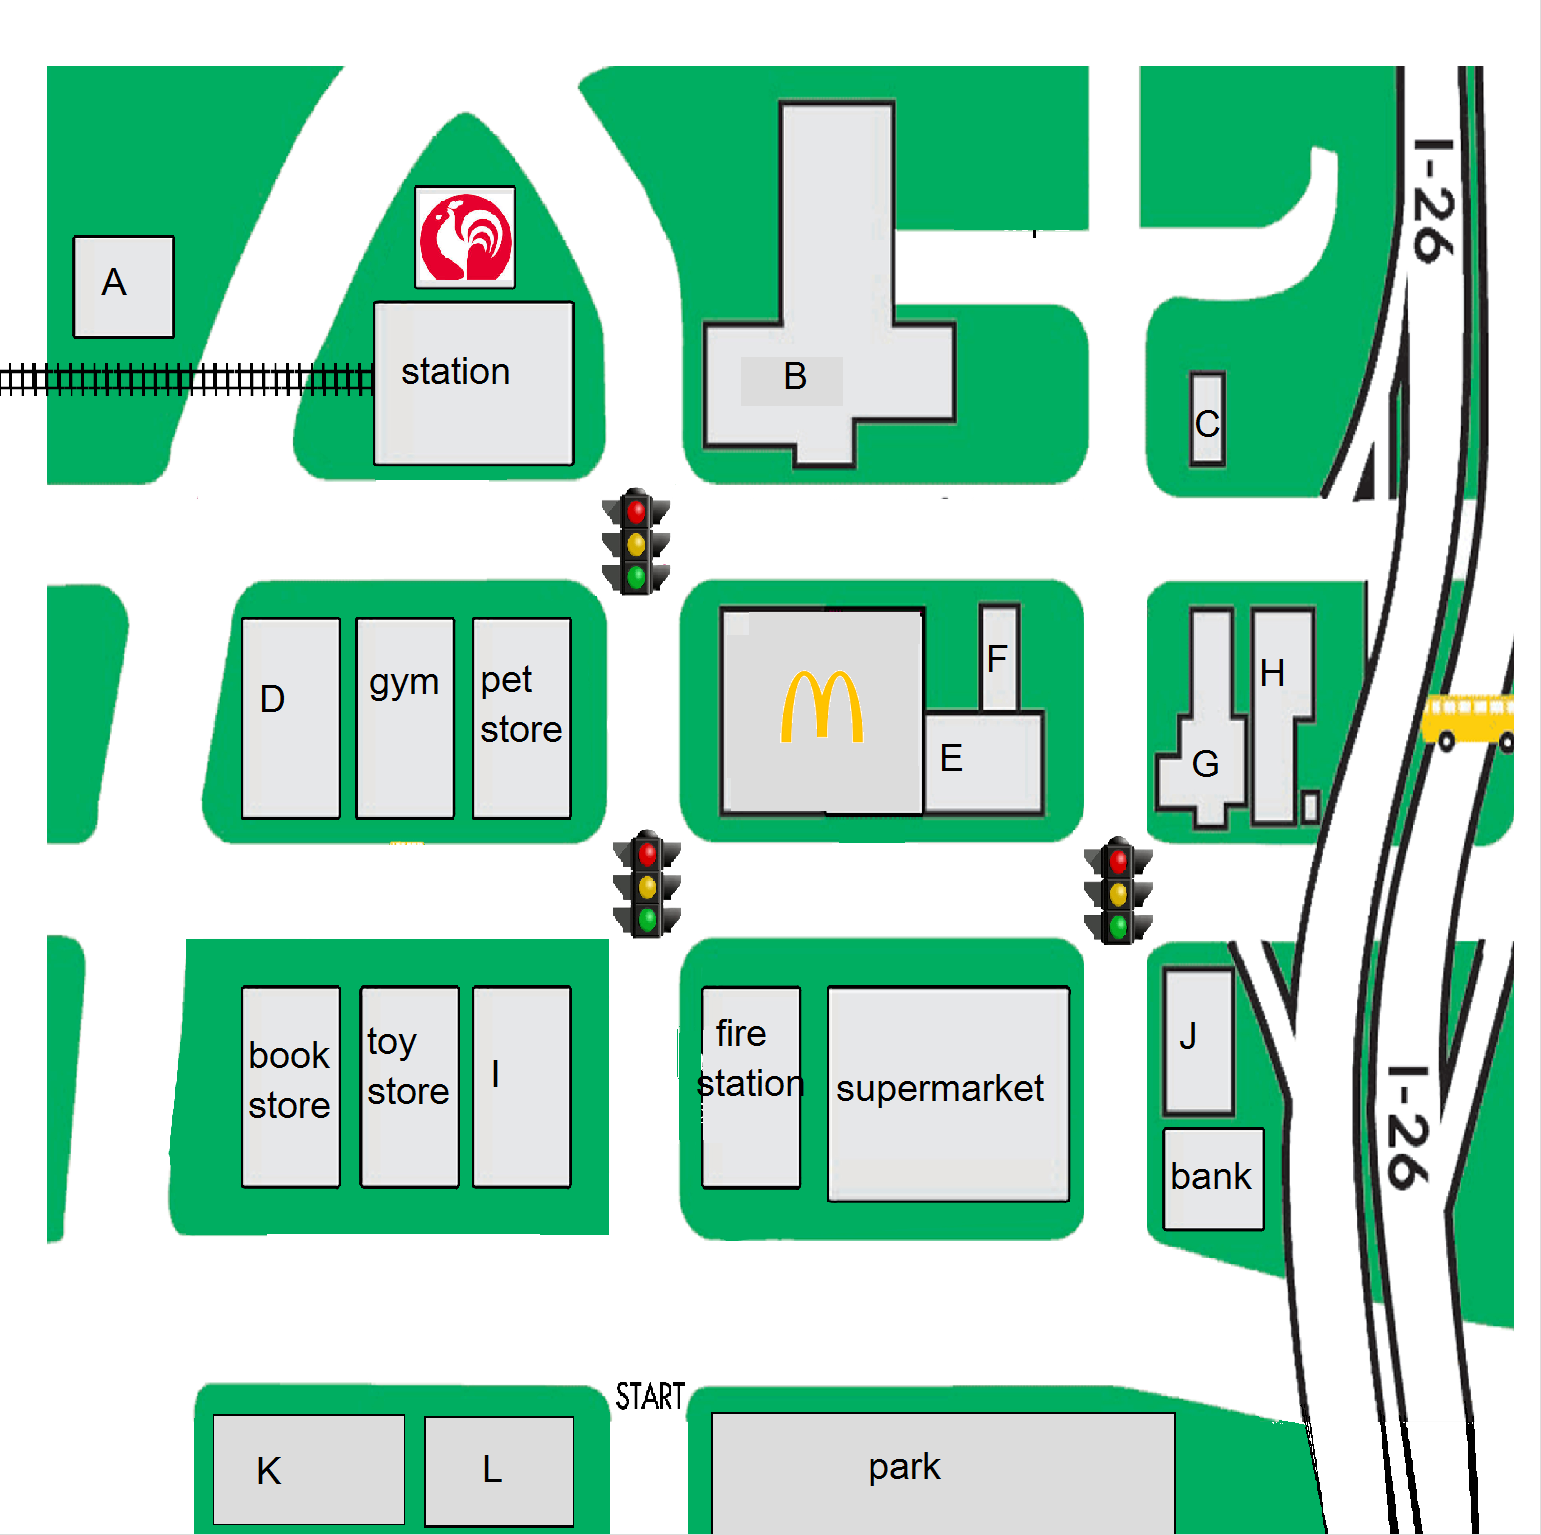 I-26
A
station
B
C
D
gym
pet
store
F
E
H
G
book
store
toy
store
I
fire
station
supermarket
J
bank
I-26
START
K
L
park